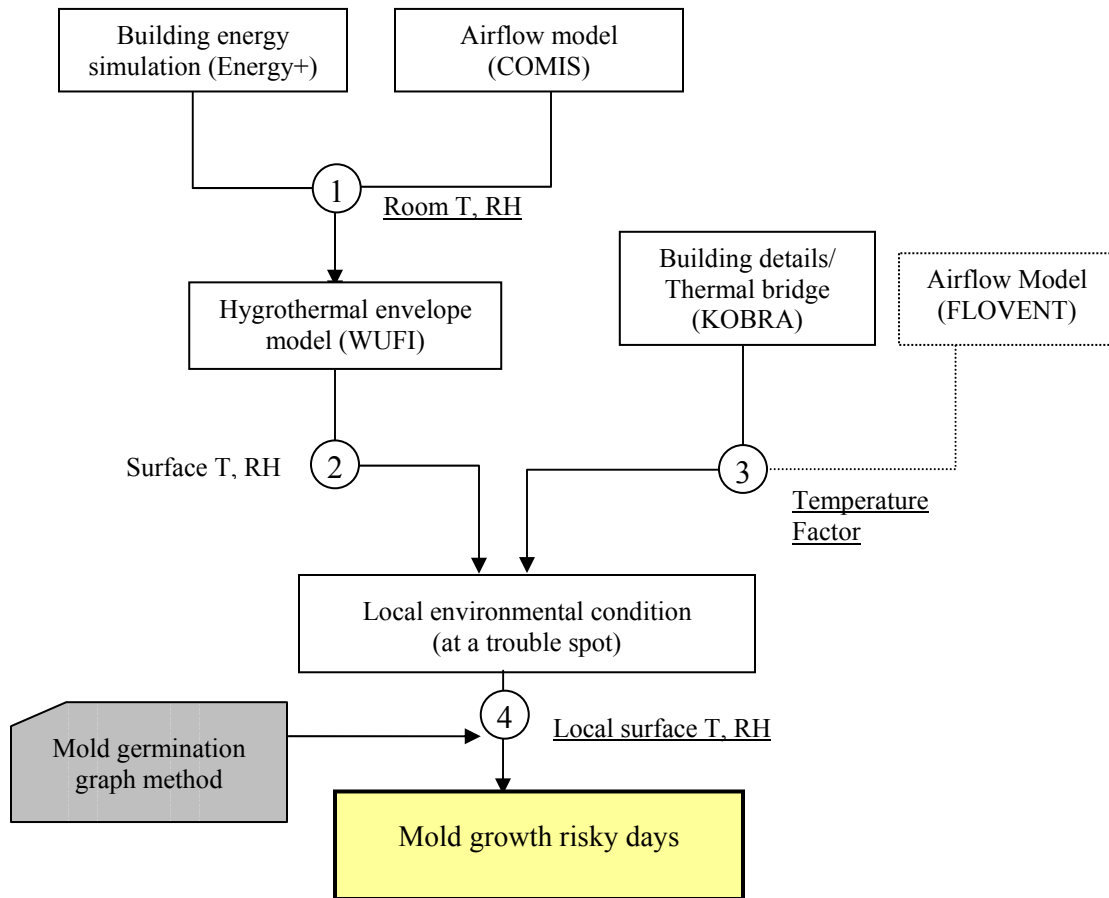 Building energy
simulation (Energy+)
Airflow model
(COMIS)
1
Room T, RH
Hygrothermal envelope
model (WUFI)
Building details/
Thermal bridge
(KOBRA)
Airflow Model
(FLOVENT)
Surface T, RH
2
3
Temperature
Factor
Local environmental condition
(at a trouble spot)
4
Local surface T, RH
Mold germination
graph method
Mold growth risky days